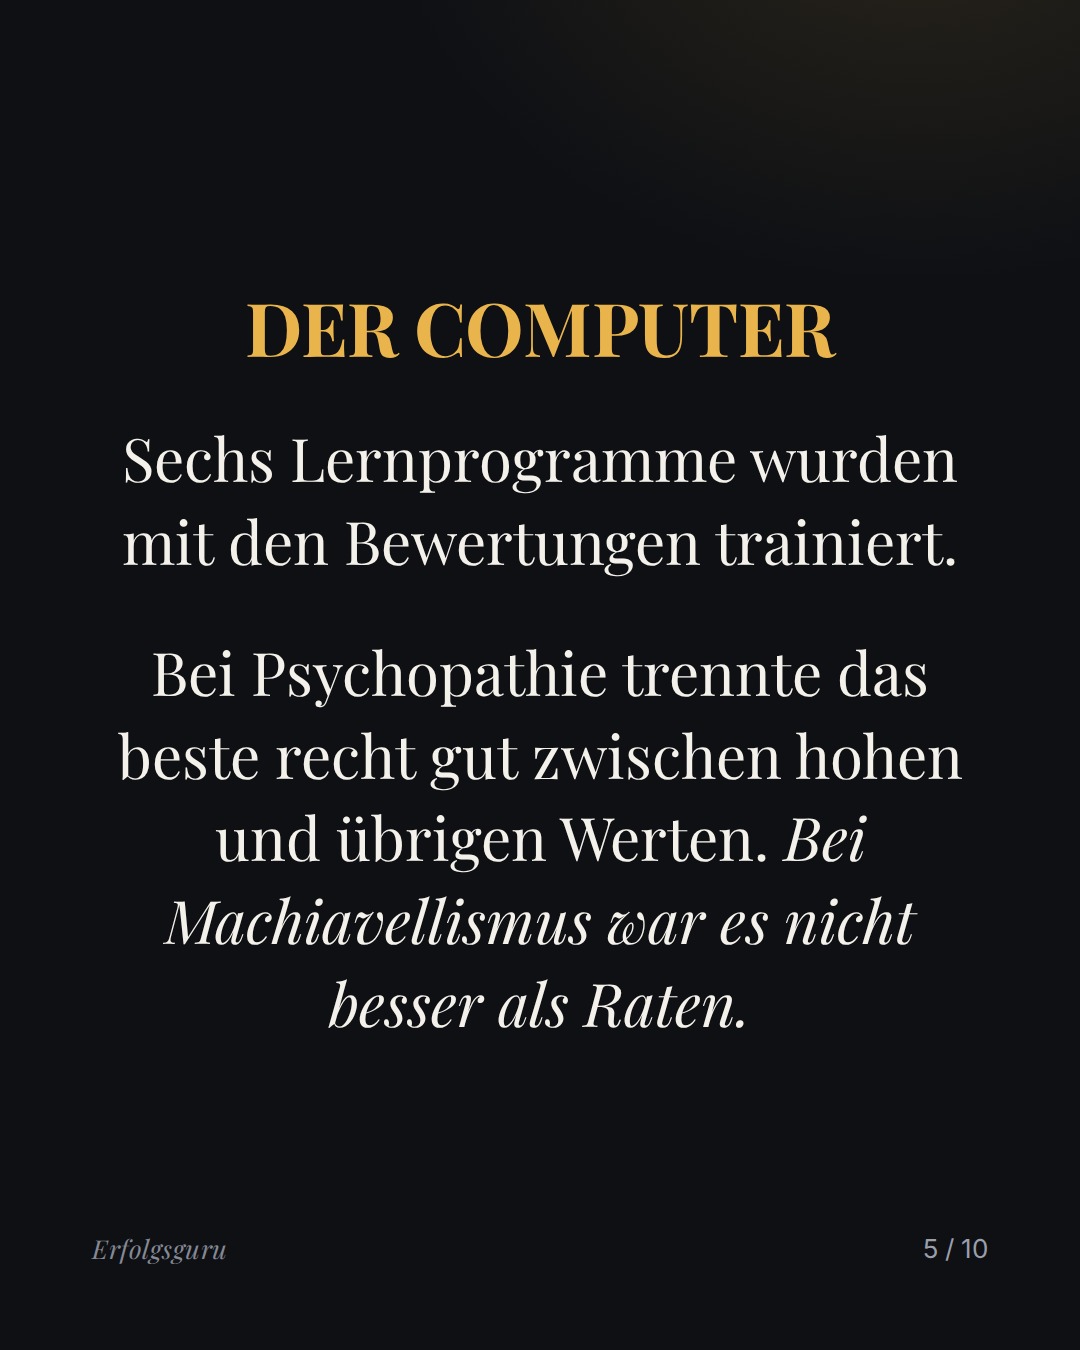 DER COMPUTER
Sechs Lernprogramme wurden
mit den Bewertungen trainiert.
Bei Psychopathie trennte das
beste recht gut zwischen hohen
und übrigen Werten. Bei
Machiavellismus war es nicht
besser als Raten.
Erfolgsguru
5 / 10